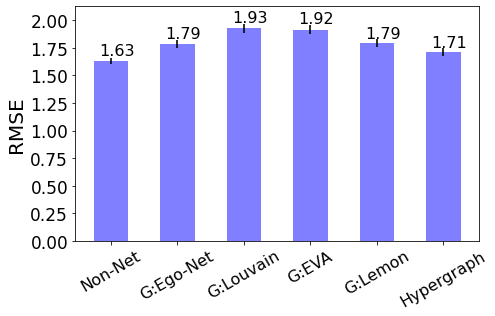 RMSE
2.00
1.75
1.50
1.25
1.00
0.75
0.50
0.25
0.00
1.63
1.79
1.93
1.92
1.79
1.71
Non-Net
G:Ego-Net
G:Louvain
G:EVA
G:Lemon
Hypergraph